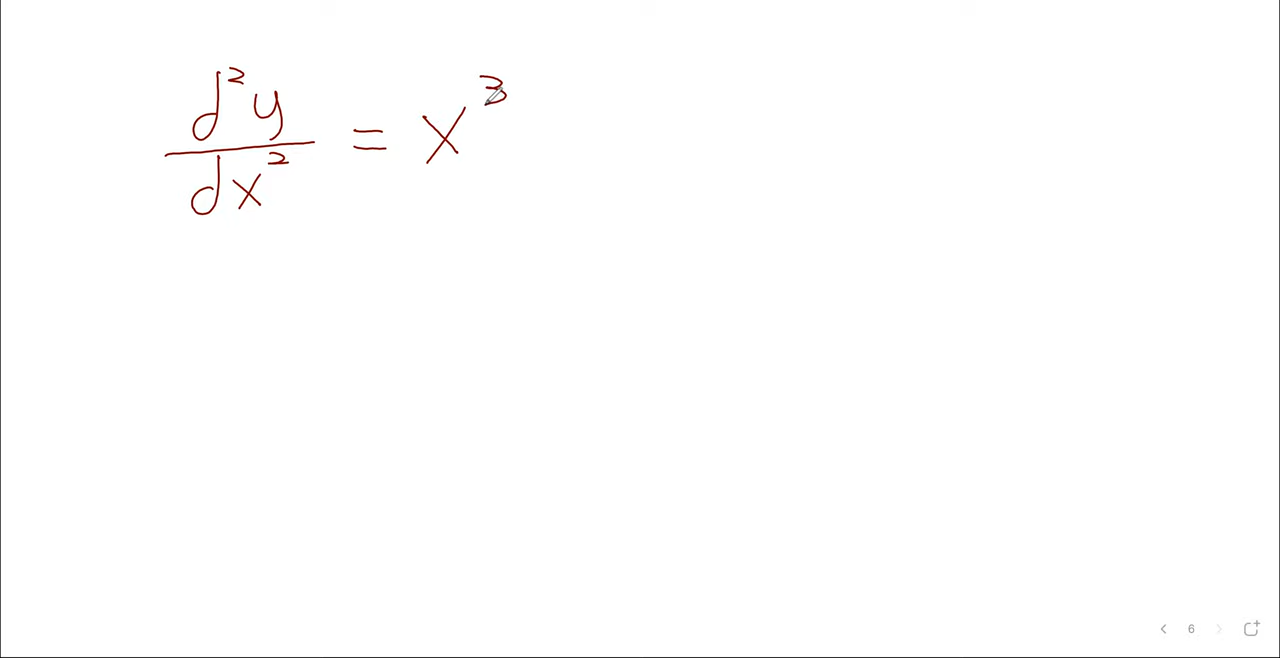 d²y/dx² = x³
6